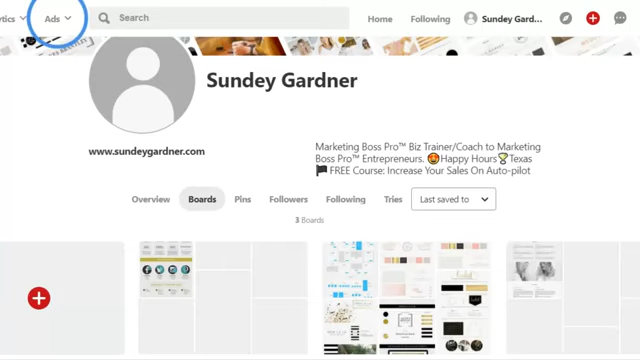 etics Ads Search Home Following Sundey Gard...
Sundey Gardner
www.sundeygardner.com
Marketing Boss Pro™ Biz Trainer/Coach to Marketing
Boss Pro™ Entrepreneurs. 😍Happy Hours🏆Texas
🏴 FREE Course: Increase Your Sales On Auto-pilot
Overview Boards Pins Followers Following Tries Last saved to
3 Boards